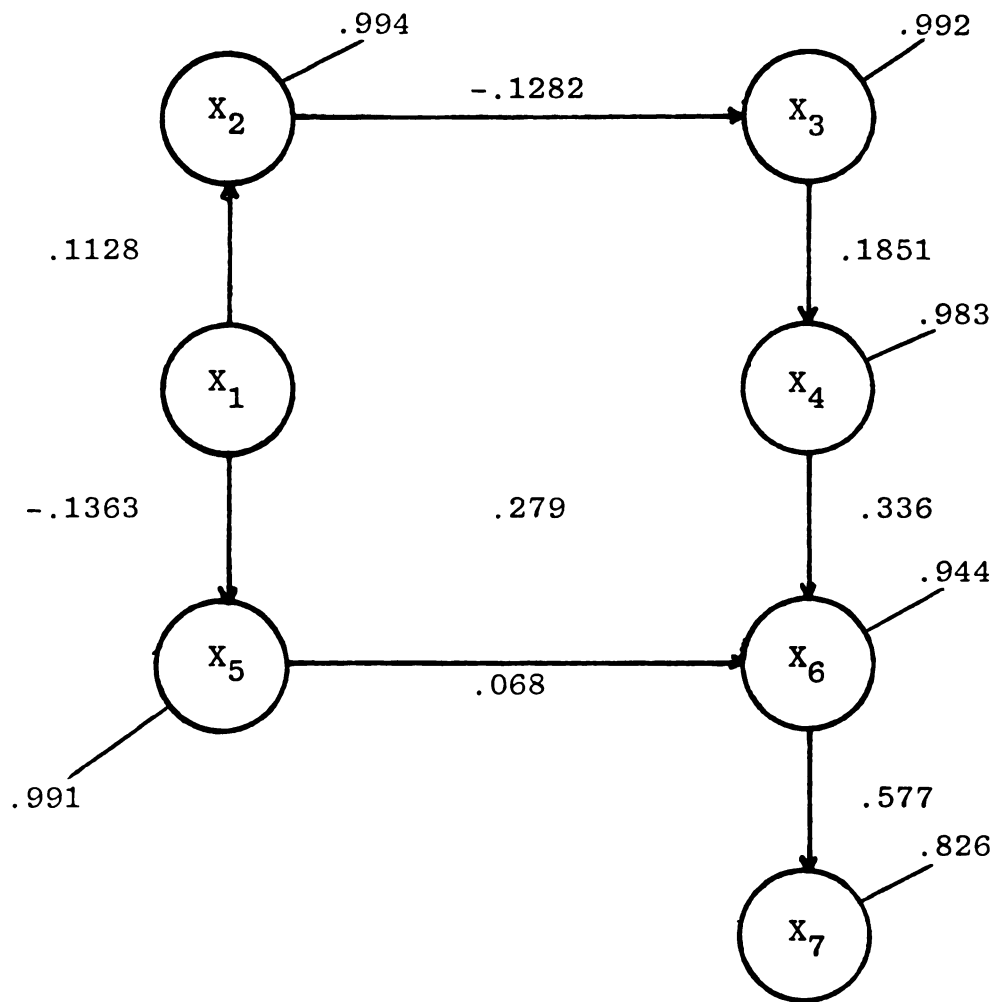 .994
.992
X2
-.1282
X3
.1128
.1851
.983
X1
X4
-.1363
.279
.336
.944
X5
X6
.068
.991
.577
.826
X7